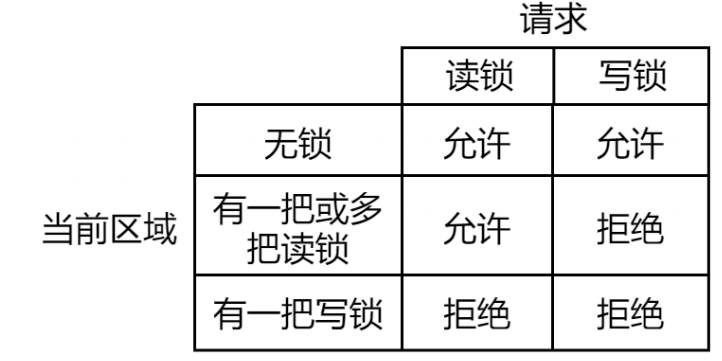 请求
读锁 写锁
无锁 允许 允许
当前区域 有一把或多
把读锁 允许 拒绝
有一把写锁 拒绝 拒绝